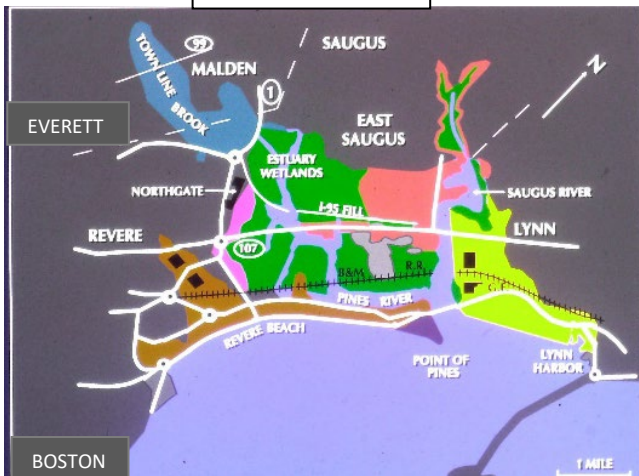 99
SAUGUS
TOWN LINE
BROOK
MALDEN
1
N
EVERETT
EAST
SAUGUS
ESTUARY
WETLANDS
NORTHGATE
SAUGUS RIVER
I-95 FILL
REVERE
107
LYNN
B&M
R.R.
PINES RIVER
REVERE BEACH
POINT OF
PINES
LYNN
HARBOR
BOSTON
1 MILE